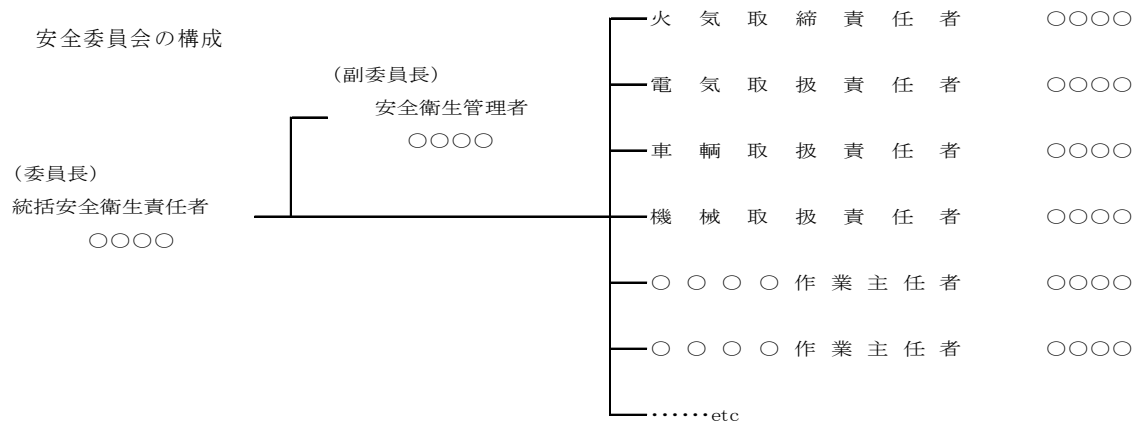 安全委員会の構成
(副委員長)
安全衛生管理者
○○○○
(委員長)
統括安全衛生責任者
○○○○
火気取締責任者 ○○○○
電気取扱責任者 ○○○○
車輌取扱責任者 ○○○○
機械取扱責任者 ○○○○
○○○○作業主任者 ○○○○
○○○○作業主任者 ○○○○
……etc